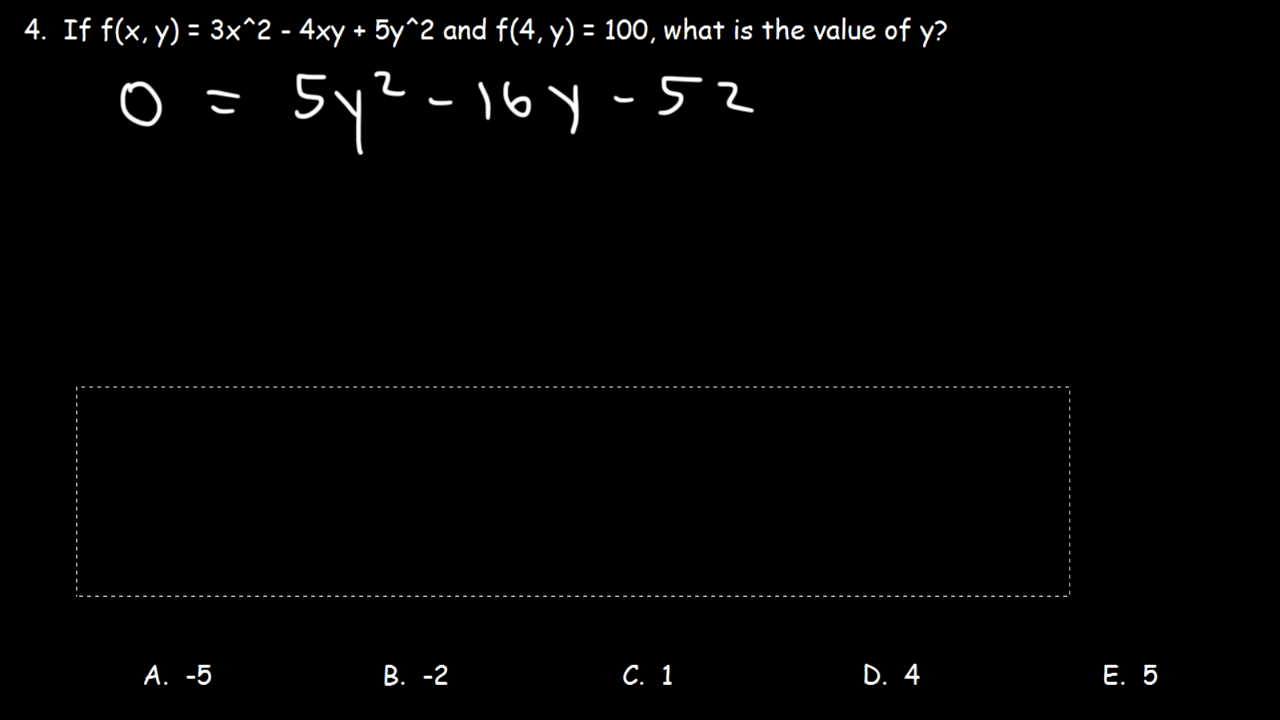 4. If f(x, y) = 3x^2 - 4xy + 5y^2 and f(4, y) = 100, what is the value of y?
0 = 5y² - 16y - 52
A. -5 B. -2 C. 1 D. 4 E. 5